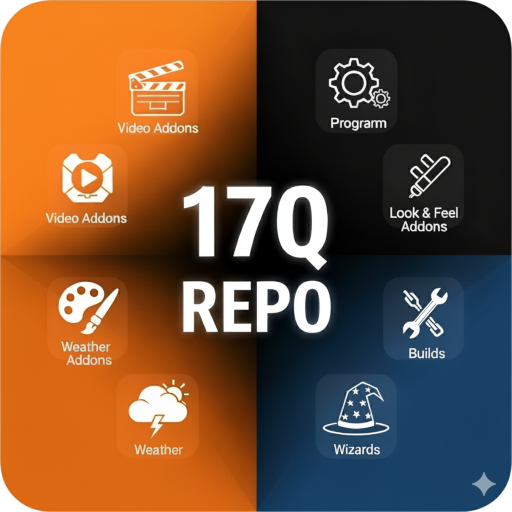 Video Addons
Program
Video Addons
Look & Feel
Addons
17Q
REPO
Weather
Addons
Builds
Weather
Wizards